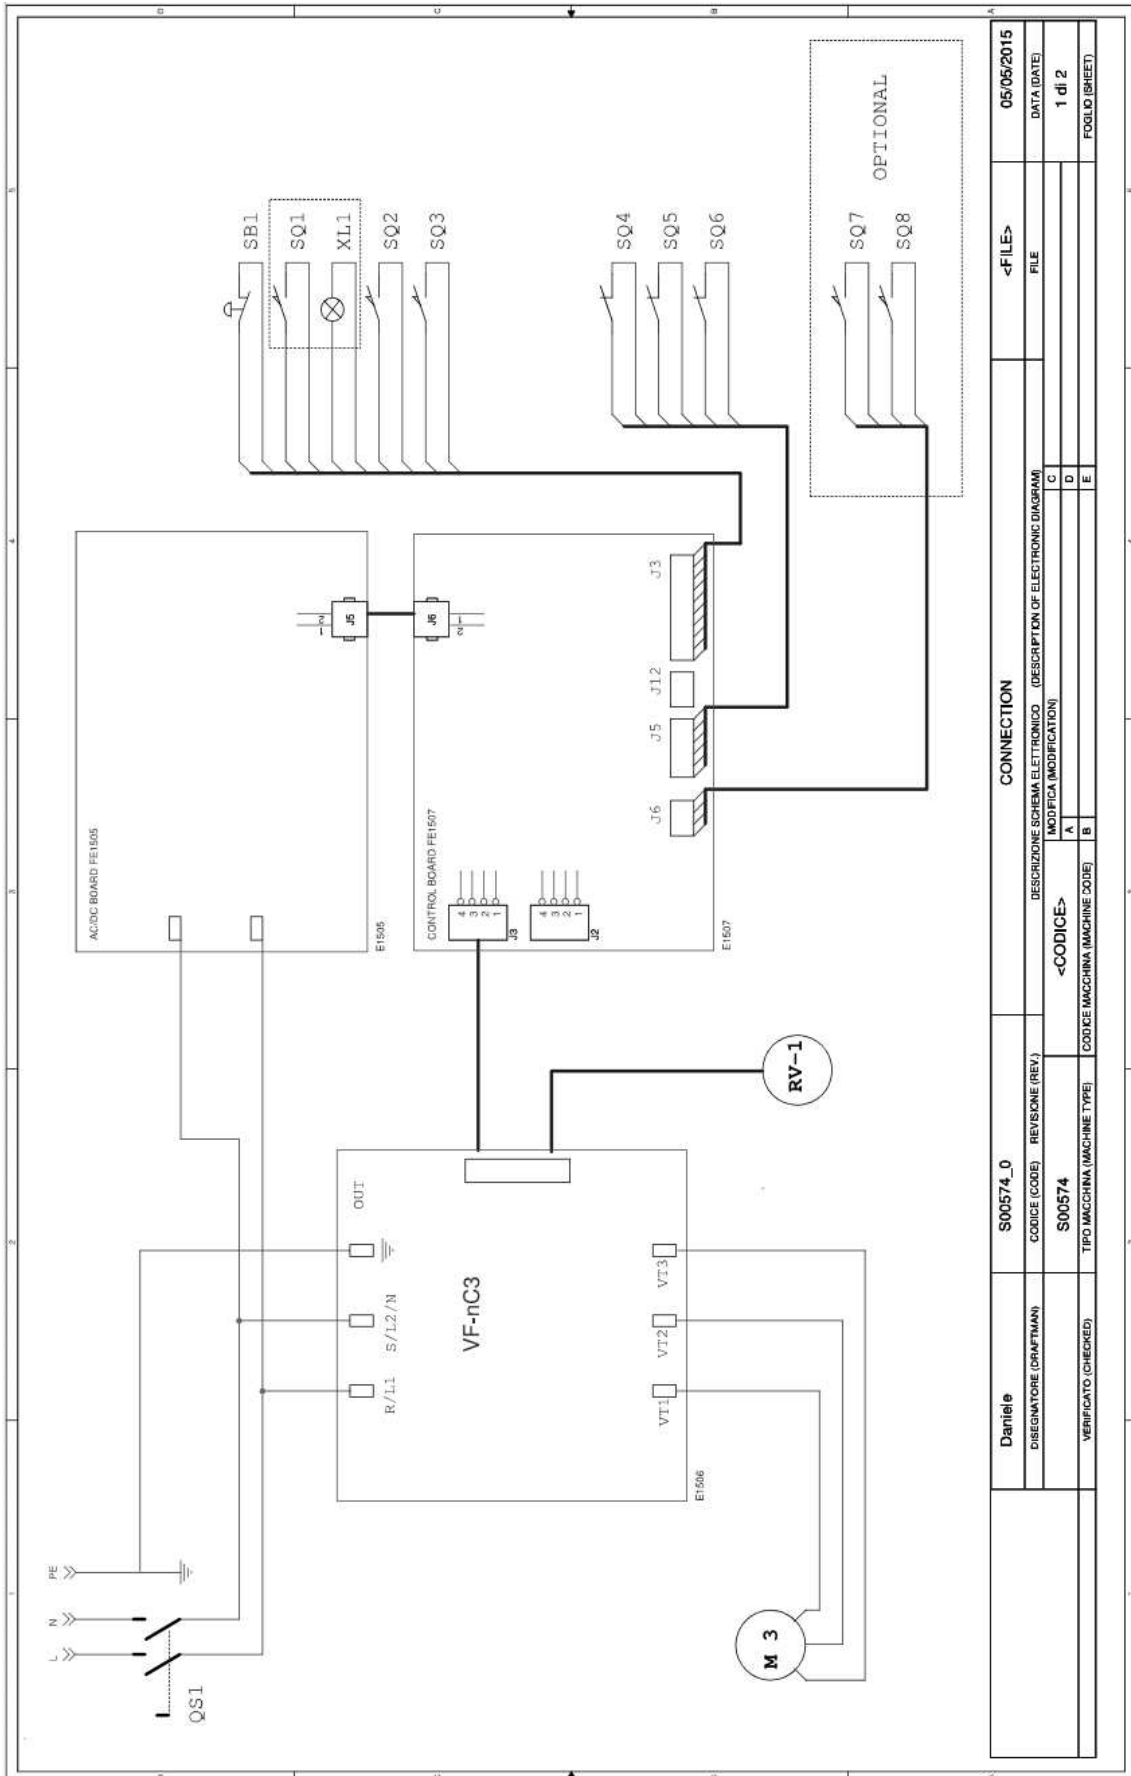 L
N
PE
QS1
R/L1
S/L2/N
OUT
VF-nC3
VT1
VT2
VT3
E1506
M 3
RV-1
AC/DC BOARD FE1505
E1505
J5
1
2
CONTROL BOARD FE1507
E1507
J6
2
1
4
3
2
1
J3
4
3
2
1
J2
J6
J5
J12
J3
SB1
SQ1
XL1
SQ2
SQ3
SQ4
SQ5
SQ6
SQ7
SQ8
OPTIONAL
Daniele
S00574_0
CONNECTION
<FILE>
05/05/2015
DISEGNATORE (DRAFTMAN)
CODICE (CODE)
REVISIONE (REV.)
DESCRIZIONE SCHEMA ELETTRONICO
(DESCRIPTION OF ELECTRONIC DIAGRAM)
FILE
DATA (DATE)
S00574
<CODICE>
MODIFICA (MODIFICATION)
A
B
C
D
E
1 di 2
VERIFICATO (CHECKED)
TIPO MACCHINA (MACHINE TYPE)
CODICE MACCHINA (MACHINE CODE)
FOGLIO (SHEET)